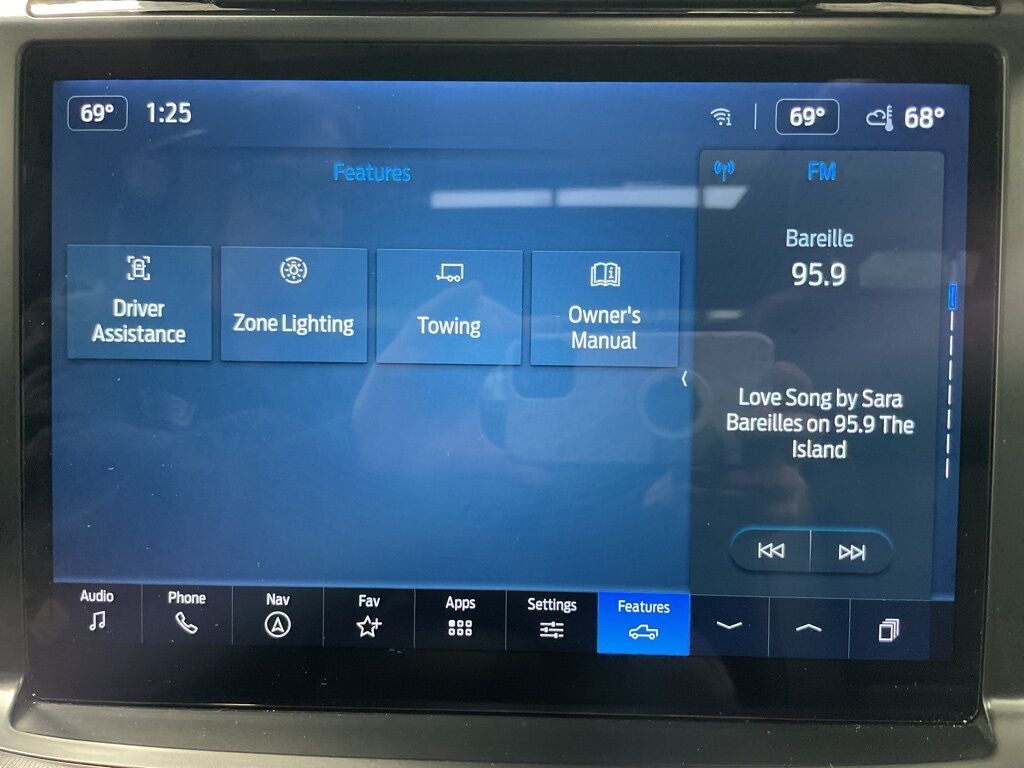 69° 1:25
69° 68°
Features
FM
Driver
Assistance
Zone Lighting
Towing
Owner's
Manual
Bareille
95.9
Love Song by Sara
Bareilles on 95.9 The
Island
Audio
Phone
Nav
Fav
Apps
Settings
Features